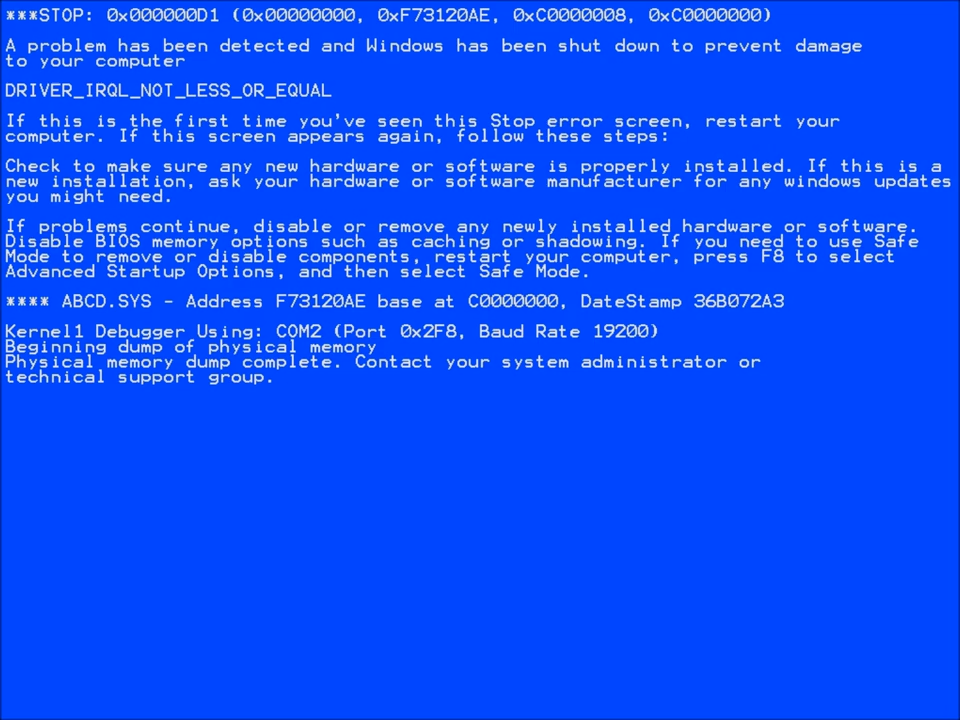 ***STOP: 0x000000D1 (0x00000000, 0xF73120AE, 0xC0000008, 0xC0000000)
A problem has been detected and Windows has been shut down to prevent damage
to your computer
DRIVER_IRQL_NOT_LESS_OR_EQUAL
If this is the first time you've seen this Stop error screen, restart your
computer. If this screen appears again, follow these steps:
Check to make sure any new hardware or software is properly installed. If this is a
new installation, ask your hardware or software manufacturer for any windows updates
you might need.
If problems continue, disable or remove any newly installed hardware or software.
Disable BIOS memory options such as caching or shadowing. If you need to use Safe
Mode to remove or disable components, restart your computer, press F8 to select
Advanced Startup Options, and then select Safe Mode.
**** ABCD.SYS - Address F73120AE base at C0000000, DateStamp 36B072A3
Kernel1 Debugger Using: COM2 (Port 0x2F8, Baud Rate 19200)
Beginning dump of physical memory
Physical memory dump complete. Contact your system administrator or
technical support group.